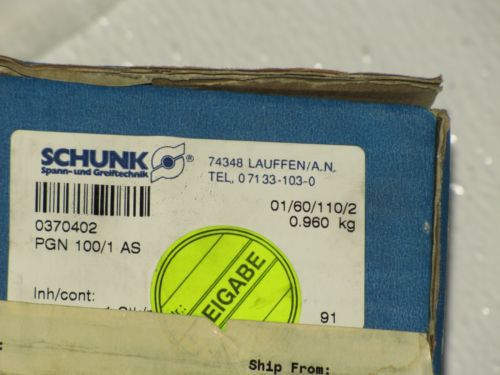 SCHUNK
Spann- und Greiftechnik
74348 LAUFFEN/A.N.
TEL. 07133-103-0
01/60/110/2
0370402
0.960 kg
PGN 100/1 AS
EIGABE
Inh/cont:
91
Ship From: